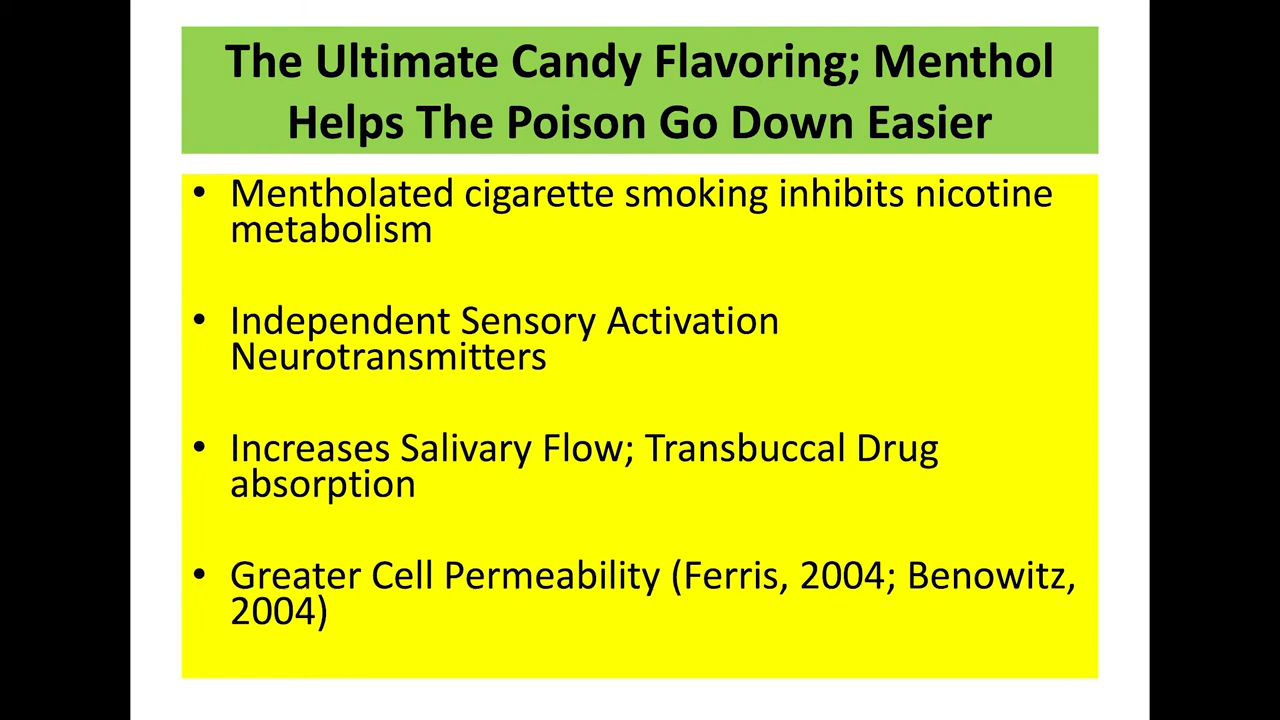 The Ultimate Candy Flavoring; Menthol
Helps The Poison Go Down Easier
• Mentholated cigarette smoking inhibits nicotine
metabolism
• Independent Sensory Activation
Neurotransmitters
• Increases Salivary Flow; Transbuccal Drug
absorption
• Greater Cell Permeability (Ferris, 2004; Benowitz,
2004)